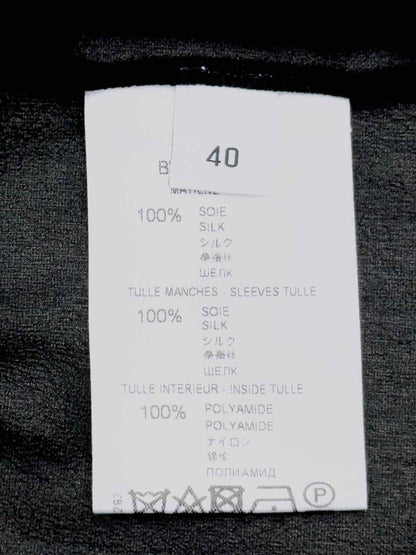 40
100% SOIE
SILK
シルク
桑蚕丝
ШЕЛК
TULLE MANCHES - SLEEVES TULLE
100% SOIE
SILK
シルク
桑蚕丝
ШЕЛК
TULLE INTERIEUR - INSIDE TULLE
100% POLYAMIDE
POLYAMIDE
ナイロン
锦纶
ПОЛИАМИД
P